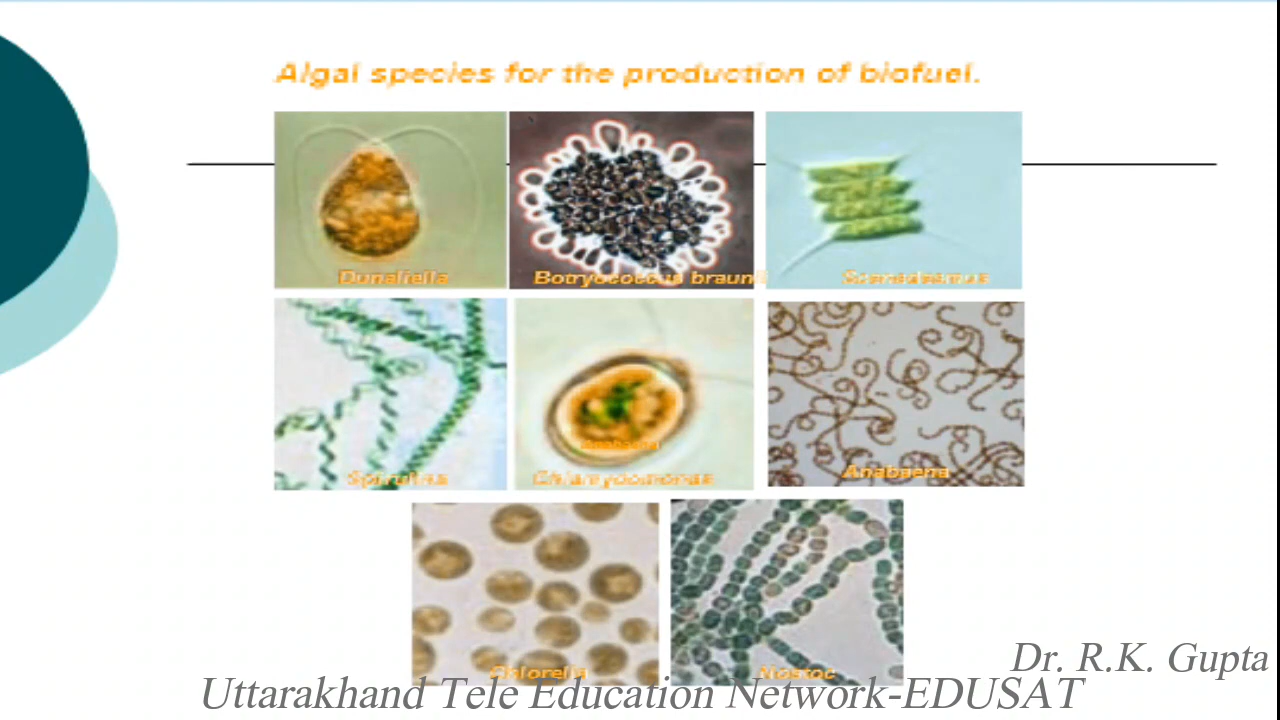 Algal species for the production of biofuel.
Dunaliella
Botryococcus braunii
Scenedesmus
Spirulina
Anabaena
Chlamydomonas
Anabaena
Chlorella
Nostoc
Dr. R.K. Gupta
Uttarakhand Tele Education Network-EDUSAT